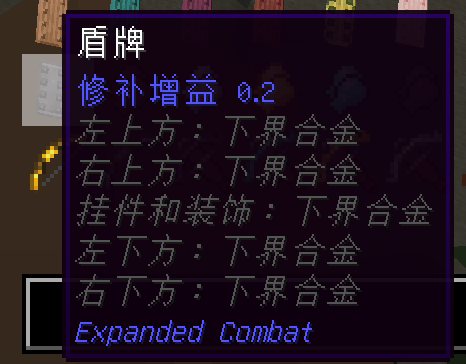 盾牌
修补增益 0.2
左上方：下界合金
右上方：下界合金
挂件和装饰：下界合金
左下方：下界合金
右下方：下界合金
Expanded Combat